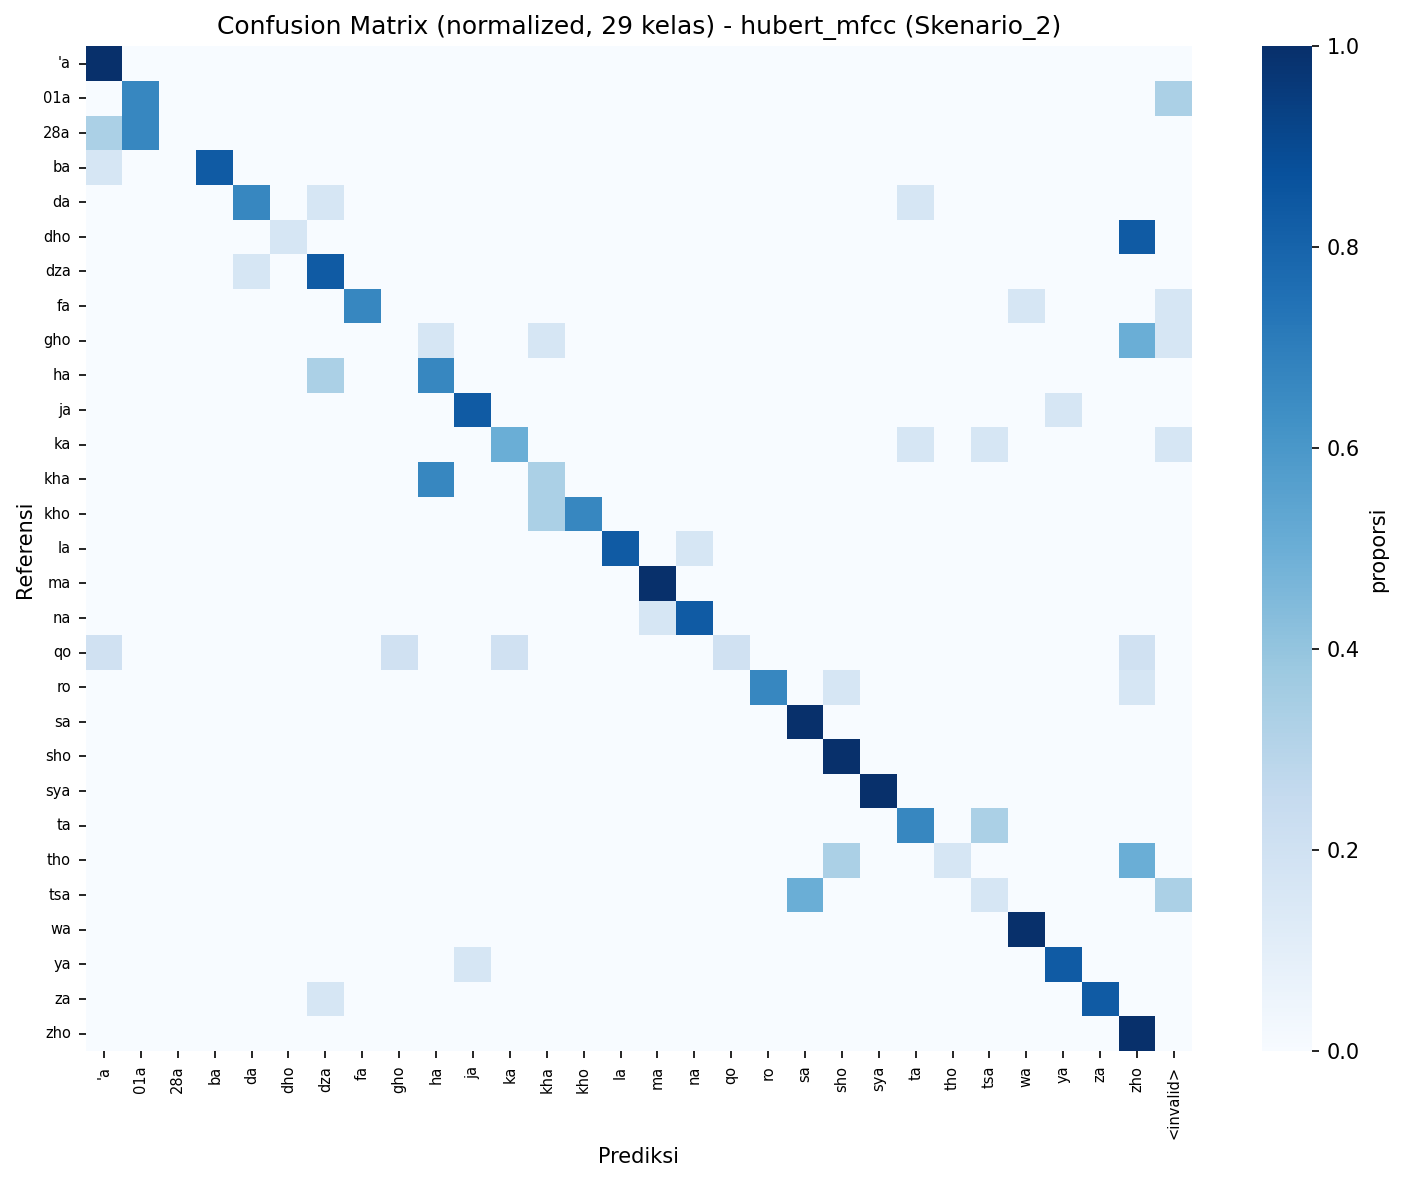 Confusion Matrix (normalized, 29 kelas) - hubert_mfcc (Skenario_2)
Referensi
'a
01a
28a
ba
da
dho
dza
fa
gho
ha
ja
ka
kha
kho
la
ma
na
qo
ro
sa
sho
sya
ta
tho
tsa
wa
ya
za
zho
'a 01a 28a ba da dho dza fa gho ha ja ka kha kho la ma na qo ro sa sho sya ta tho tsa wa ya za zho <invalid>
Prediksi
1.0
0.8
0.6
0.4
0.2
0.0
proporsi